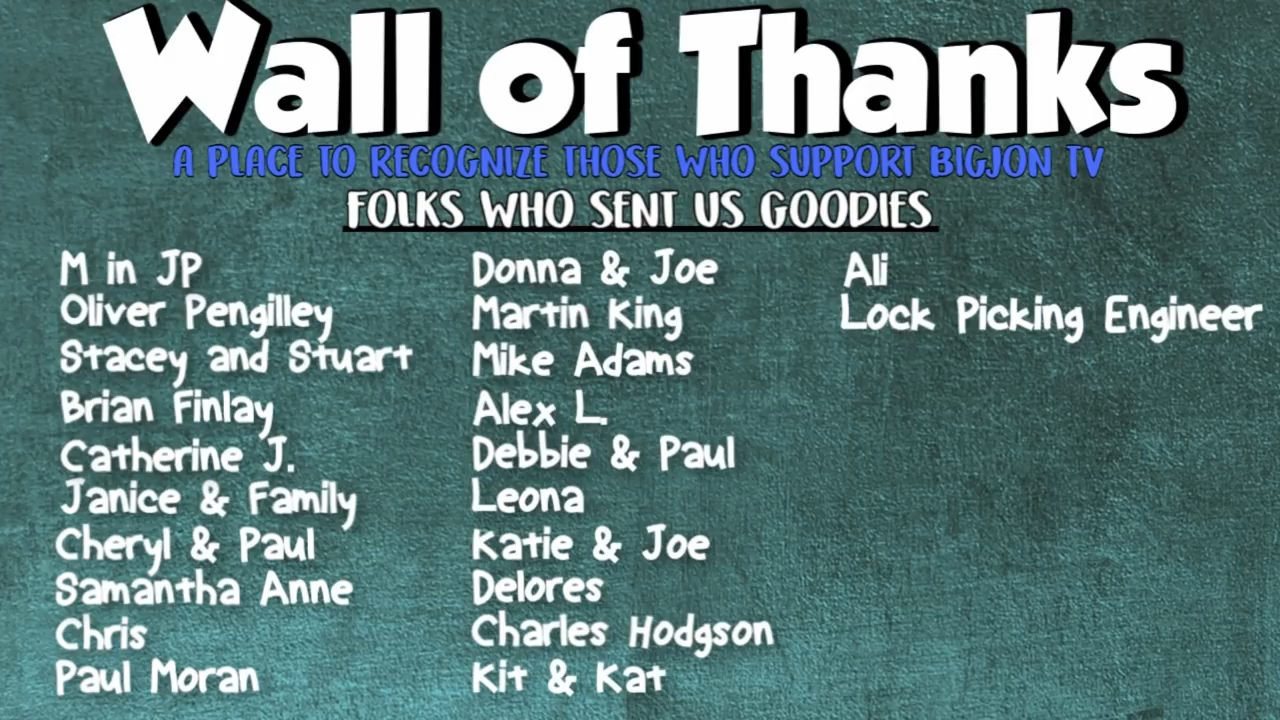 Wall of Thanks
A PLACE TO RECOGNIZE THOSE WHO SUPPORT BIGJON TV
FOLKS WHO SENT US GOODIES
M in JP
Oliver Pengilley
Stacey and Stuart
Brian Finlay
Catherine J.
Janice & Family
Cheryl & Paul
Samantha Anne
Chris
Paul Moran
Donna & Joe
Martin King
Mike Adams
Alex L.
Debbie & Paul
Leona
Katie & Joe
Delores
Charles Hodgson
Kit & Kat
Ali
Lock Picking Engineer